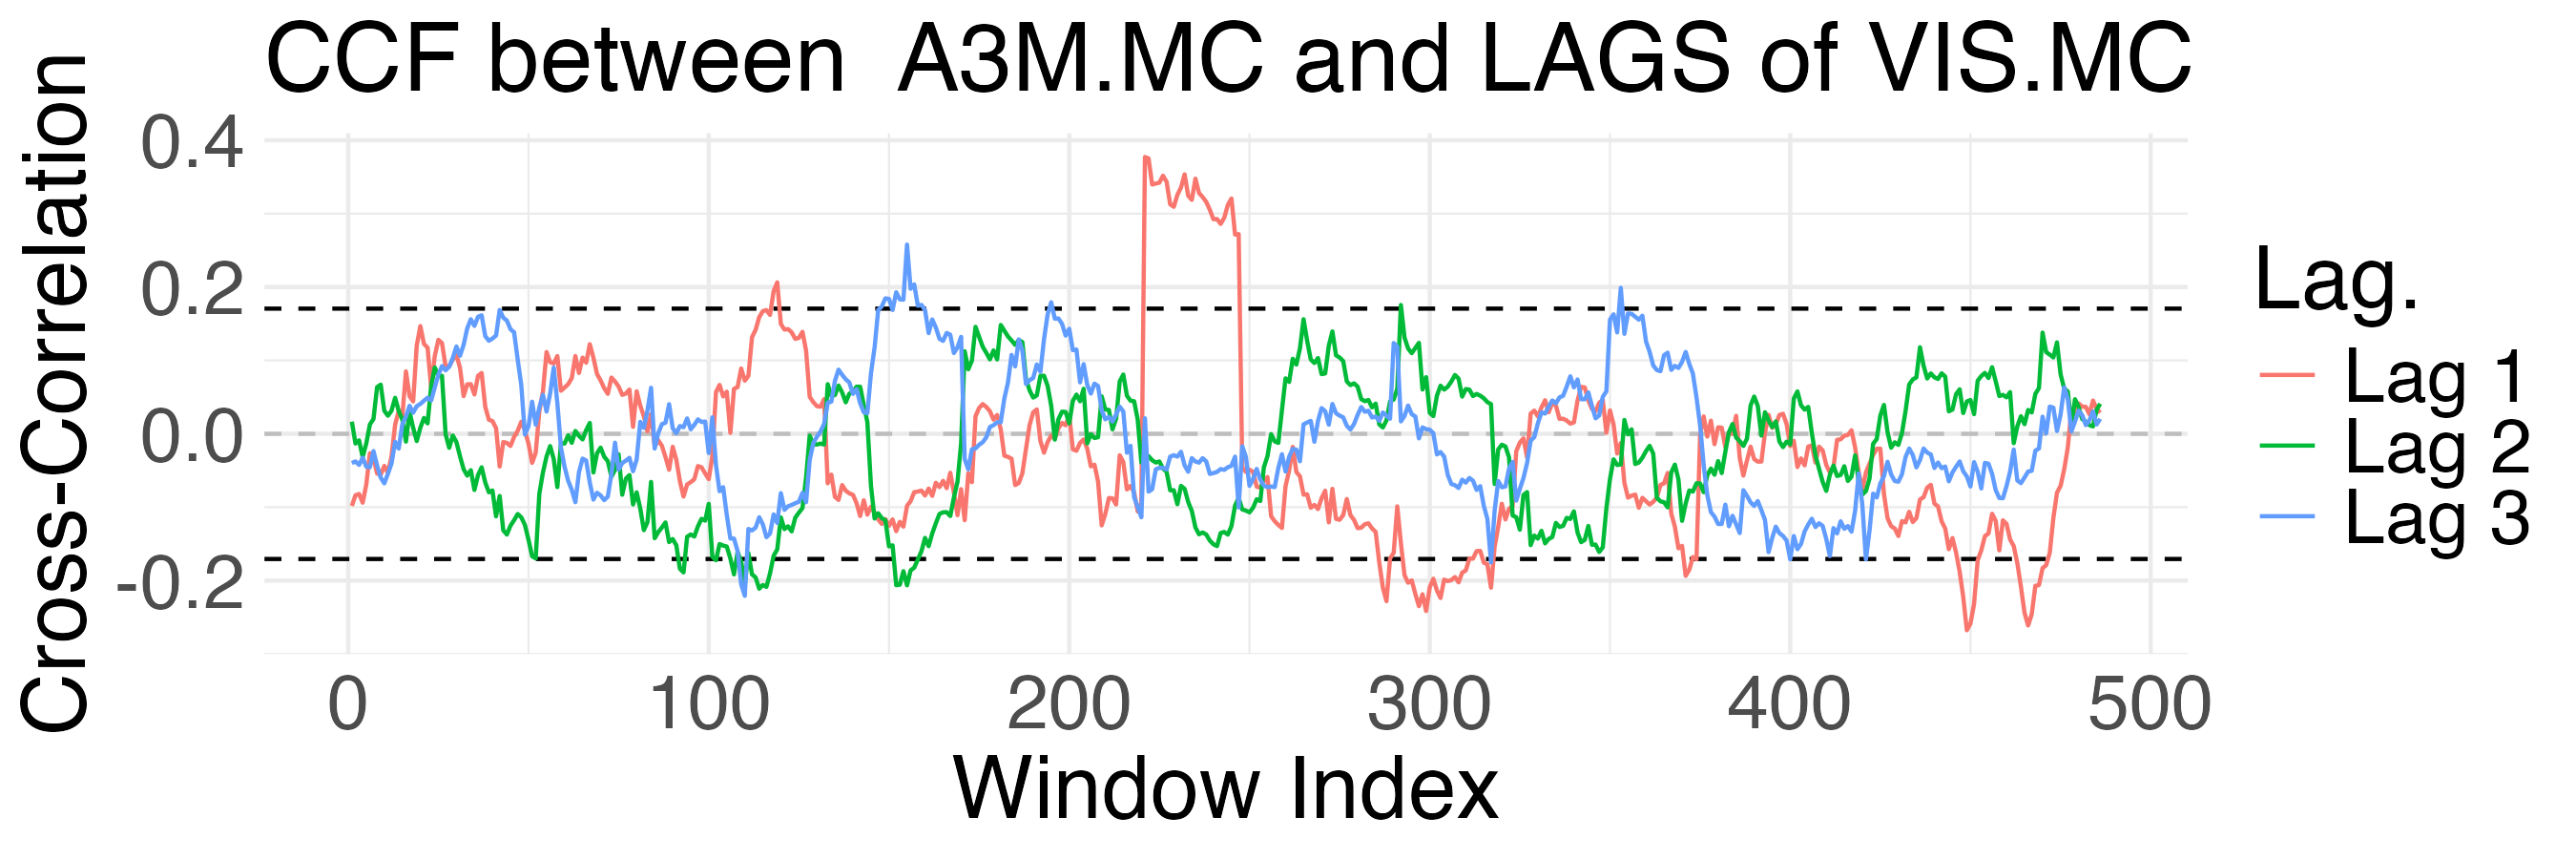 CCF between  A3M.MC and LAGS of VIS.MC
Cross-Correlation
0.4
0.2
0.0
-0.2
0
100
200
300
400
500
Window Index
Lag.
Lag 1
Lag 2
Lag 3